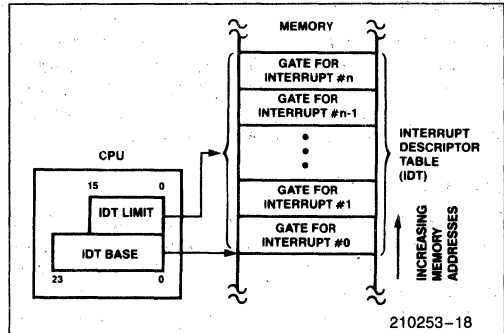 MEMORY
GATE FOR
INTERRUPT #n
GATE FOR
INTERRUPT #n-1
INTERRUPT
DESCRIPTOR
TABLE
(IDT)
CPU
15 0
IDT LIMIT
IDT BASE
23 0
GATE FOR
INTERRUPT #1
GATE FOR
INTERRUPT #0
INCREASING
MEMORY
ADDRESSES
210253-18